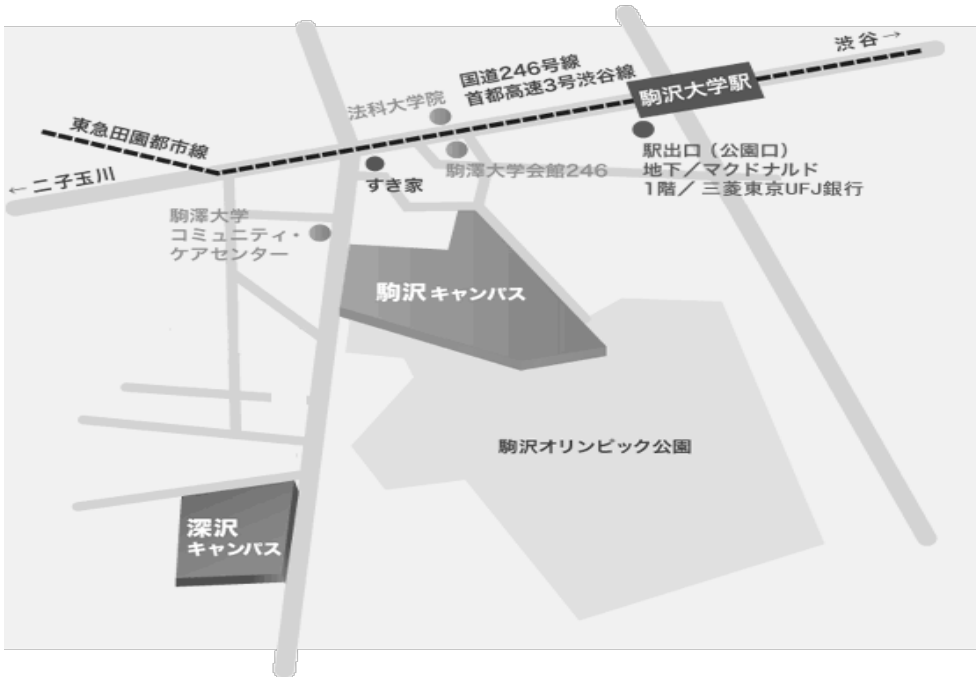 渋谷→
国道246号線
首都高速3号渋谷線
駒沢大学駅
法科大学院
東急田園都市線
駅出口（公園口）
地下／マクドナルド
1階／三菱東京UFJ銀行
駒澤大学会館246
すき家
←二子玉川
駒澤大学
コミュニティ・
ケアセンター
駒沢キャンパス
駒沢オリンピック公園
深沢
キャンパス